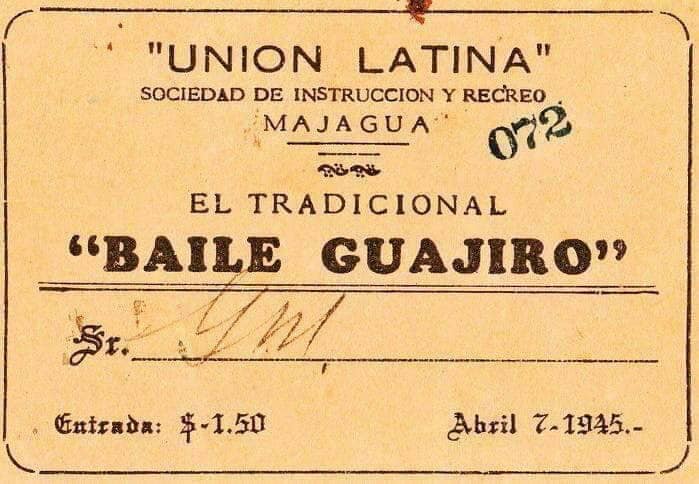 "UNION LATINA"
SOCIEDAD DE INSTRUCCION Y RECREO
MAJAGUA
072
EL TRADICIONAL
"BAILE GUAJIRO"
Sr.
Entrada: $-1.50
Abril 7-1945.-